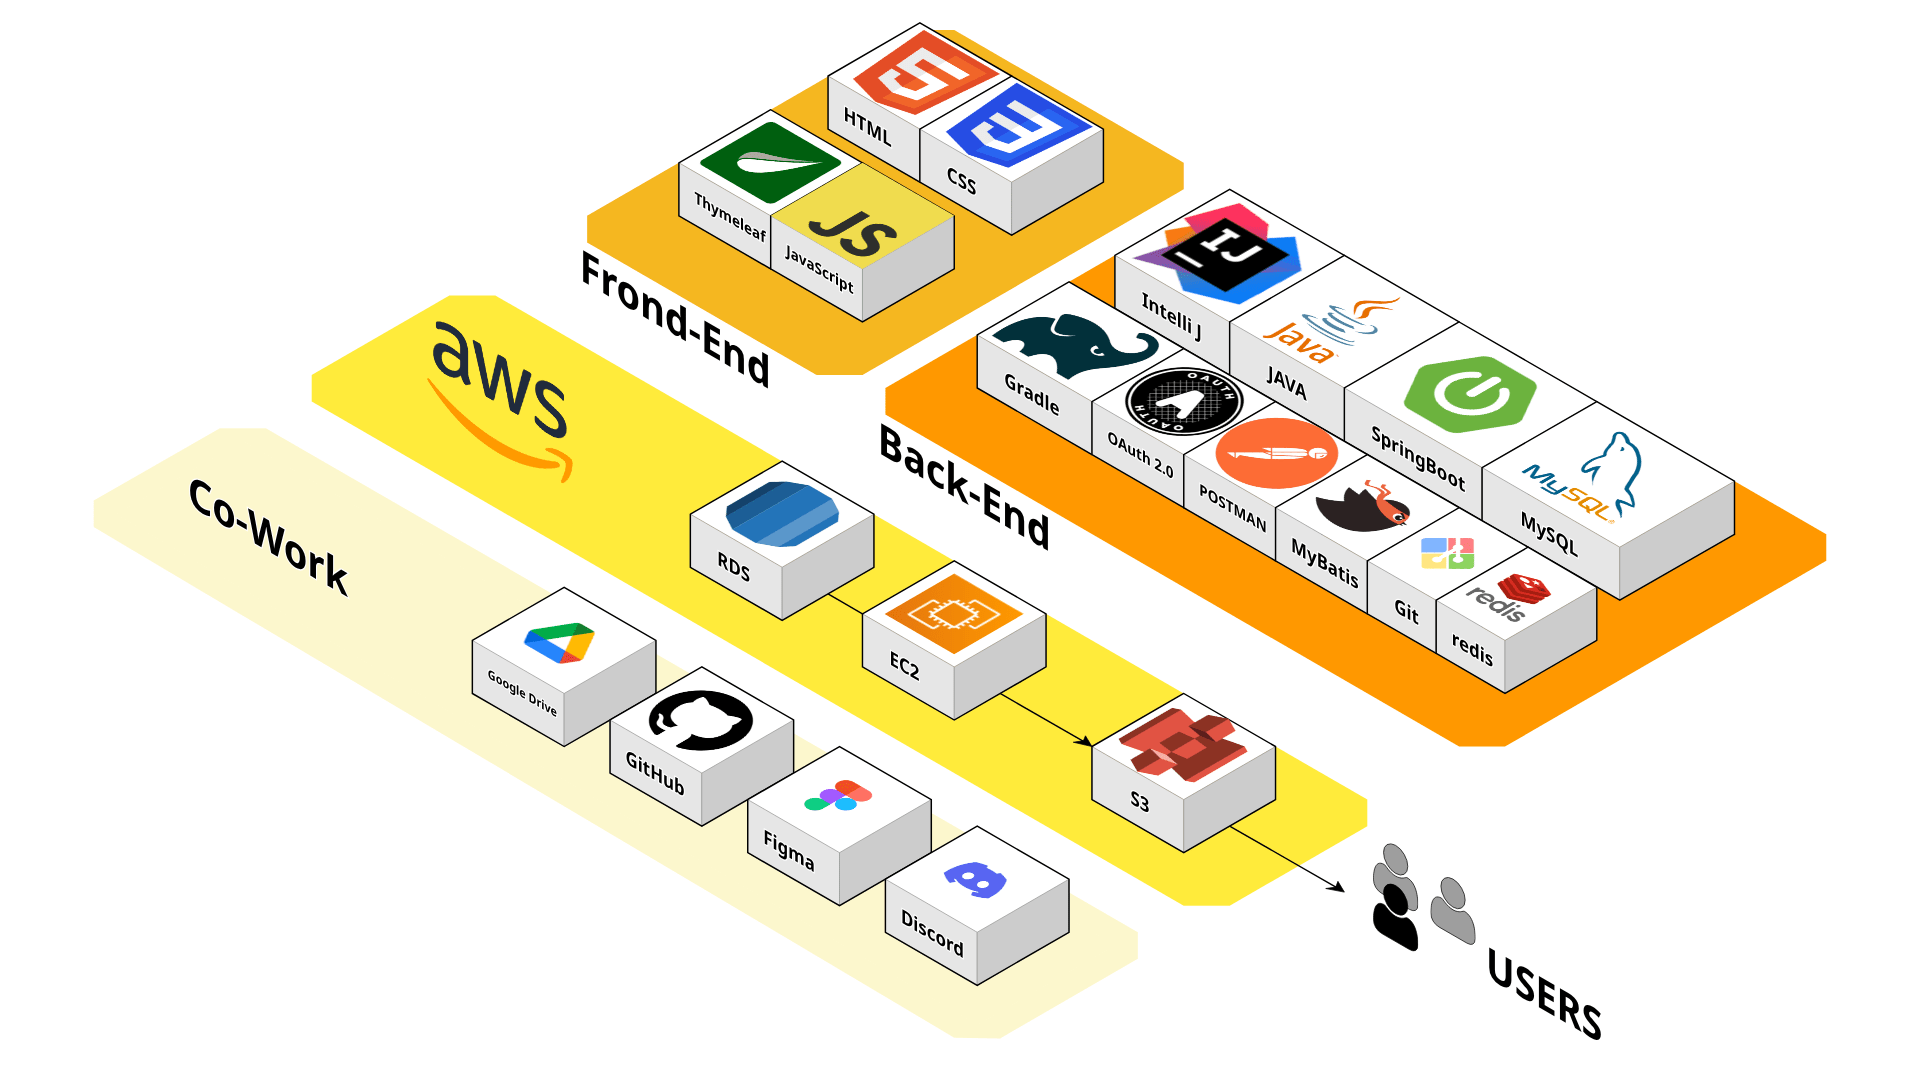 HTML
CSS
Thymeleaf
JS
JavaScript
Frond-End
IJ
Intelli J
Java
JAVA
SpringBoot
MySQL
MySQL
Gradle
OAUTH
A
OAUTH
OAuth 2.0
POSTMAN
MyBatis
Git
redis
redis
Back-End
aws
RDS
EC2
S3
Co-Work
Google Drive
GitHub
Figma
Discord
USERS